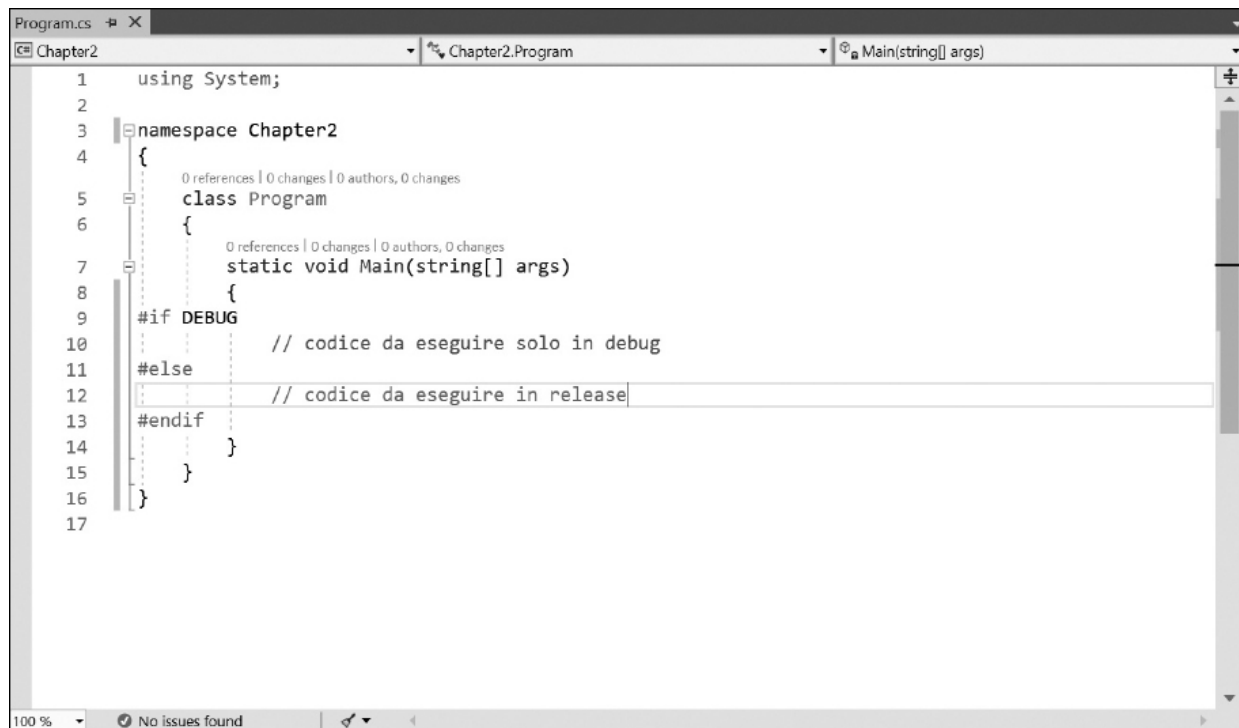 Program.cs
C# Chapter2 Chapter2.Program Main(string[] args)
1 using System;
2
3 namespace Chapter2
4 {
0 references | 0 changes | 0 authors, 0 changes
5 class Program
6 {
0 references | 0 changes | 0 authors, 0 changes
7 static void Main(string[] args)
8 {
9 #if DEBUG
10 // codice da eseguire solo in debug
11 #else
12 // codice da eseguire in release
13 #endif
14 }
15 }
16 }
17
100 % No issues found